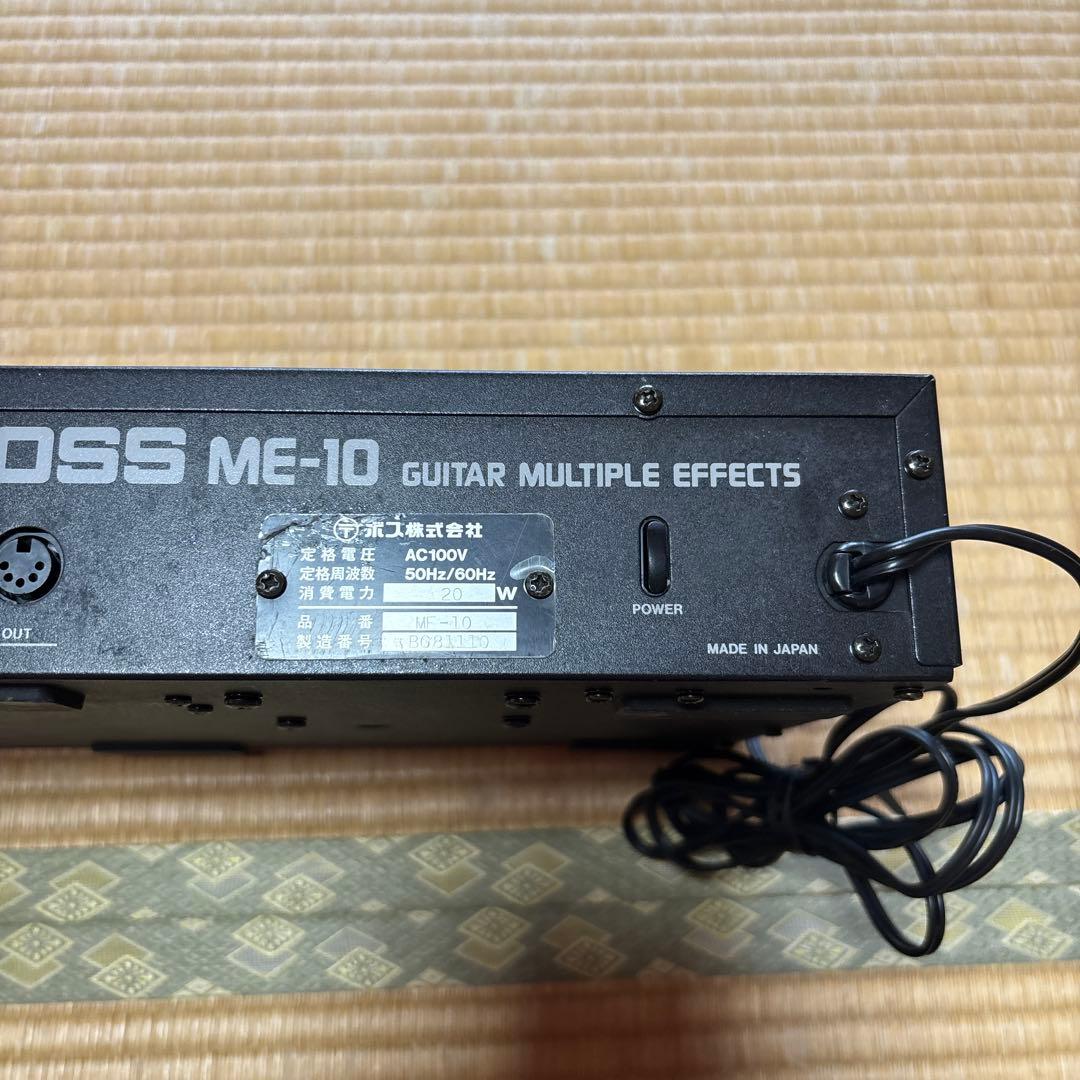 OSS ME-10 GUITAR MULTIPLE EFFECTS
〒 ボス株式会社
定格電圧 AC100V
定格周波数 50Hz/60Hz
消費電力 20 W
品番 ME-10
製造番号 BG81110
OUT
POWER
MADE IN JAPAN